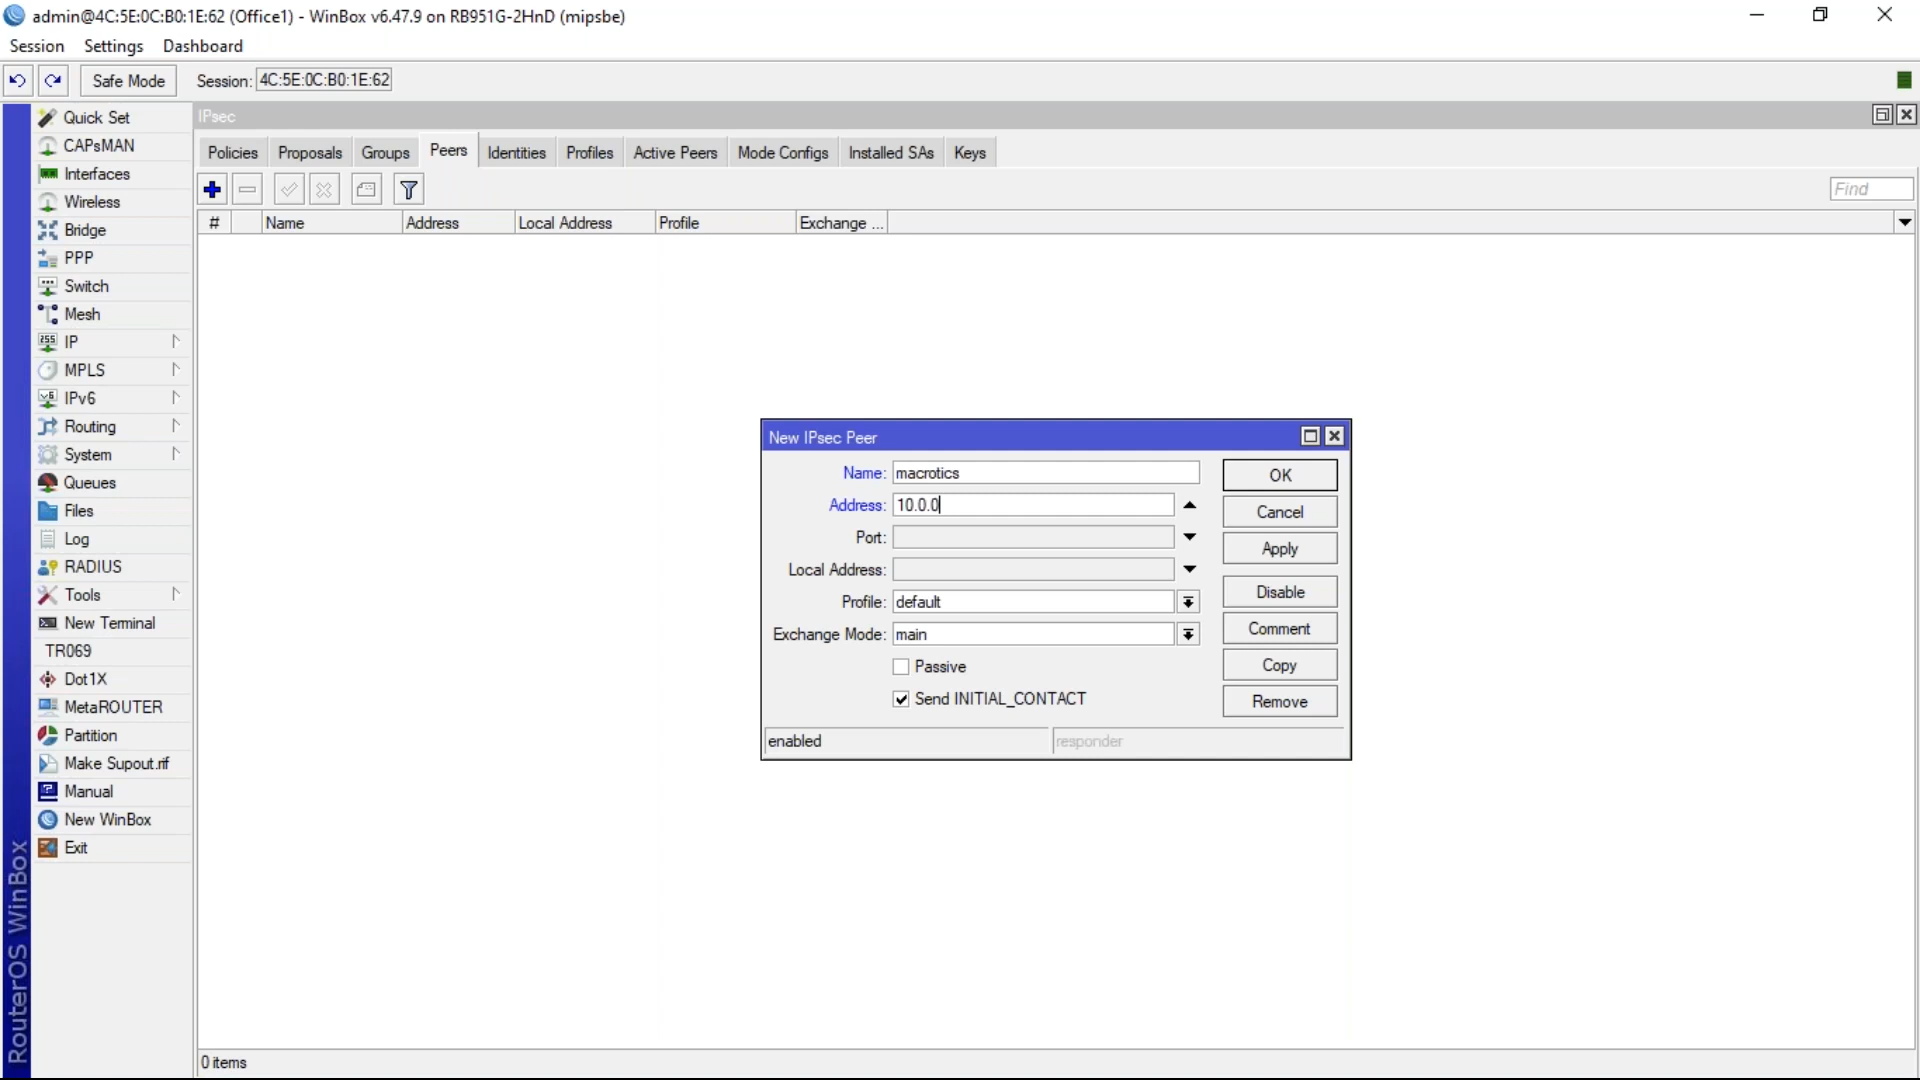 admin@4C:5E:0C:B0:1E:62 (Office1) - WinBox v6.47.9 on RB951G-2HnD (mipsbe)
Session Settings Dashboard
Safe Mode Session: 4C:5E:0C:B0:1E:62
IPsec
Policies Proposals Groups Peers Identities Profiles Active Peers Mode Configs Installed SAs Keys
Find
# Name Address Local Address Profile Exchange ...
Quick Set
CAPsMAN
Interfaces
Wireless
Bridge
PPP
Switch
Mesh
IP
MPLS
IPv6
Routing
System
Queues
Files
Log
RADIUS
Tools
New Terminal
TR069
Dot1X
MetaROUTER
Partition
Make Supout.rif
Manual
New WinBox
Exit
RouterOS WinBox
New IPsec Peer
Name: macrotics
Address: 10.0.0
Port:
Local Address:
Profile: default
Exchange Mode: main
Passive
Send INITIAL_CONTACT
OK
Cancel
Apply
Disable
Comment
Copy
Remove
enabled responder
0 items